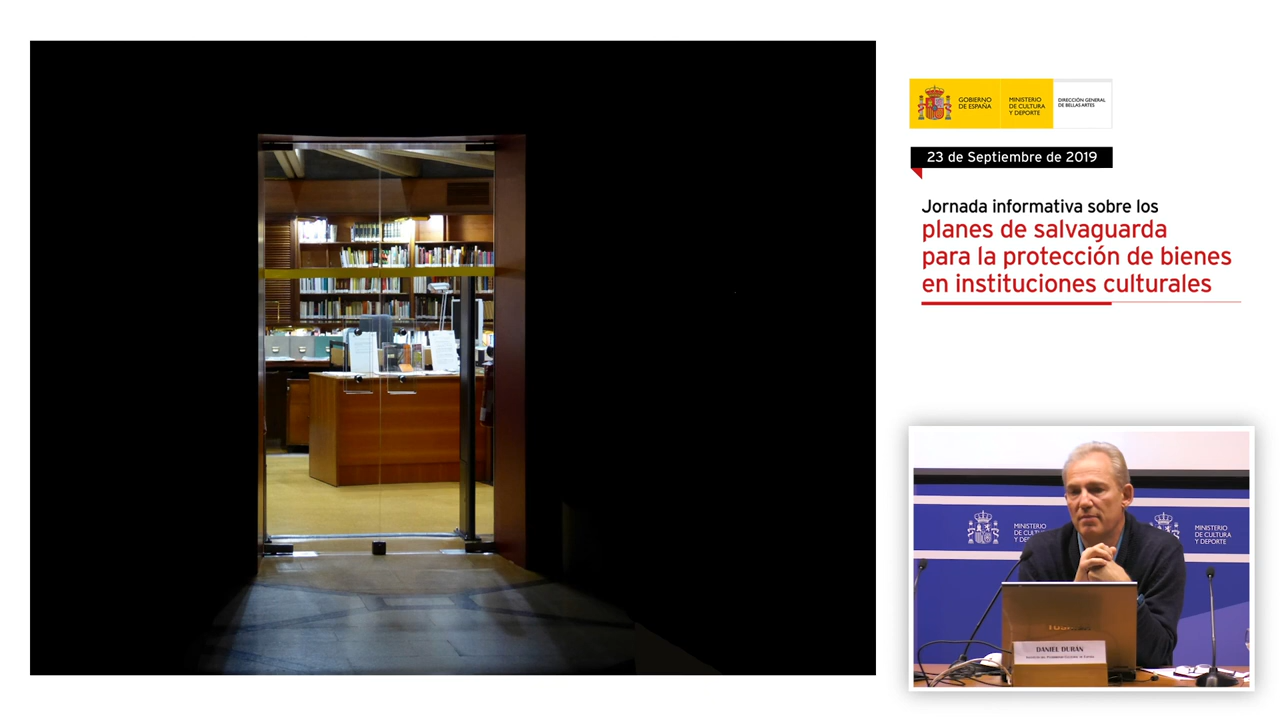 GOBIERNO
DE ESPAÑA
MINISTERIO
DE CULTURA
Y DEPORTE
DIRECCIÓN GENERAL
DE BELLAS ARTES
23 de Septiembre de 2019
Jornada informativa sobre los
planes de salvaguarda
para la protección de bienes
en instituciones culturales
MINISTERIO
DE CULTURA
Y DEPORTE
MINISTERIO
DE CULTURA
Y DEPORTE
DANIEL DURÁN